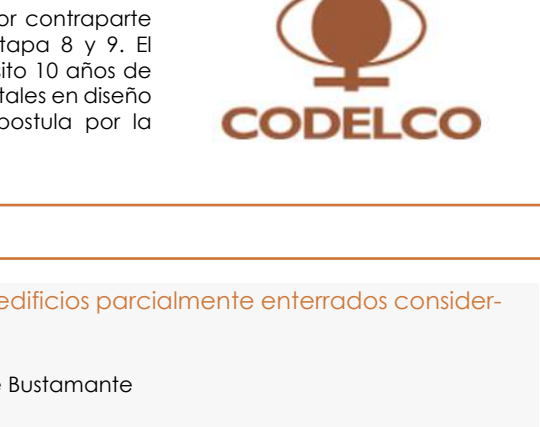 or contraparte
tapa 8 y 9. El
sito 10 años de
tales en diseño
postula por la
CODELCO
edificios parcialmente enterrados consider-
Bustamante